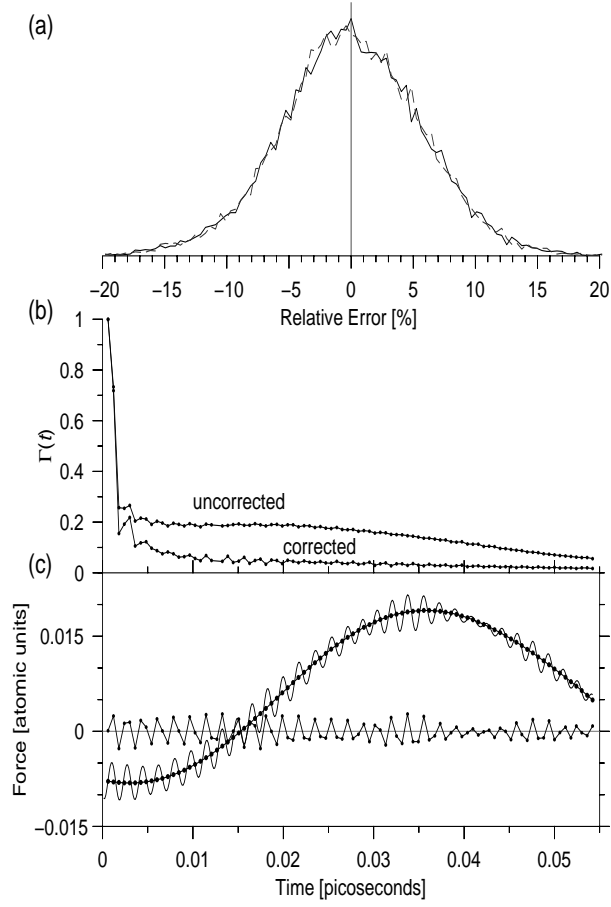 (a)
−20 −15 −10 −5 0 5 10 15 20
Relative Error [%]
(b)
1
0.8
0.6
0.4
0.2
0
Γ(t)
uncorrected
corrected
(c)
0.015
0
−0.015
Force [atomic units]
0 0.01 0.02 0.03 0.04 0.05
Time [picoseconds]